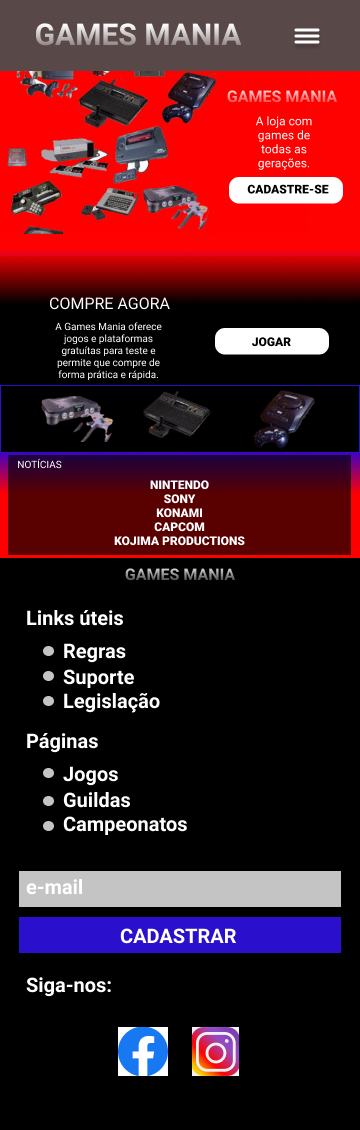 GAMES MANIA
GAMES MANIA
A loja com
games de
todas as
gerações.
CADASTRE-SE
COMPRE AGORA
A Games Mania oferece
jogos e plataformas
gratuítas para teste e
permite que compre de
forma prática e rápida.
JOGAR
NOTÍCIAS
NINTENDO
SONY
KONAMI
CAPCOM
KOJIMA PRODUCTIONS
GAMES MANIA
Links úteis
Regras
Suporte
Legislação
Páginas
Jogos
Guildas
Campeonatos
e-mail
CADASTRAR
Siga-nos: